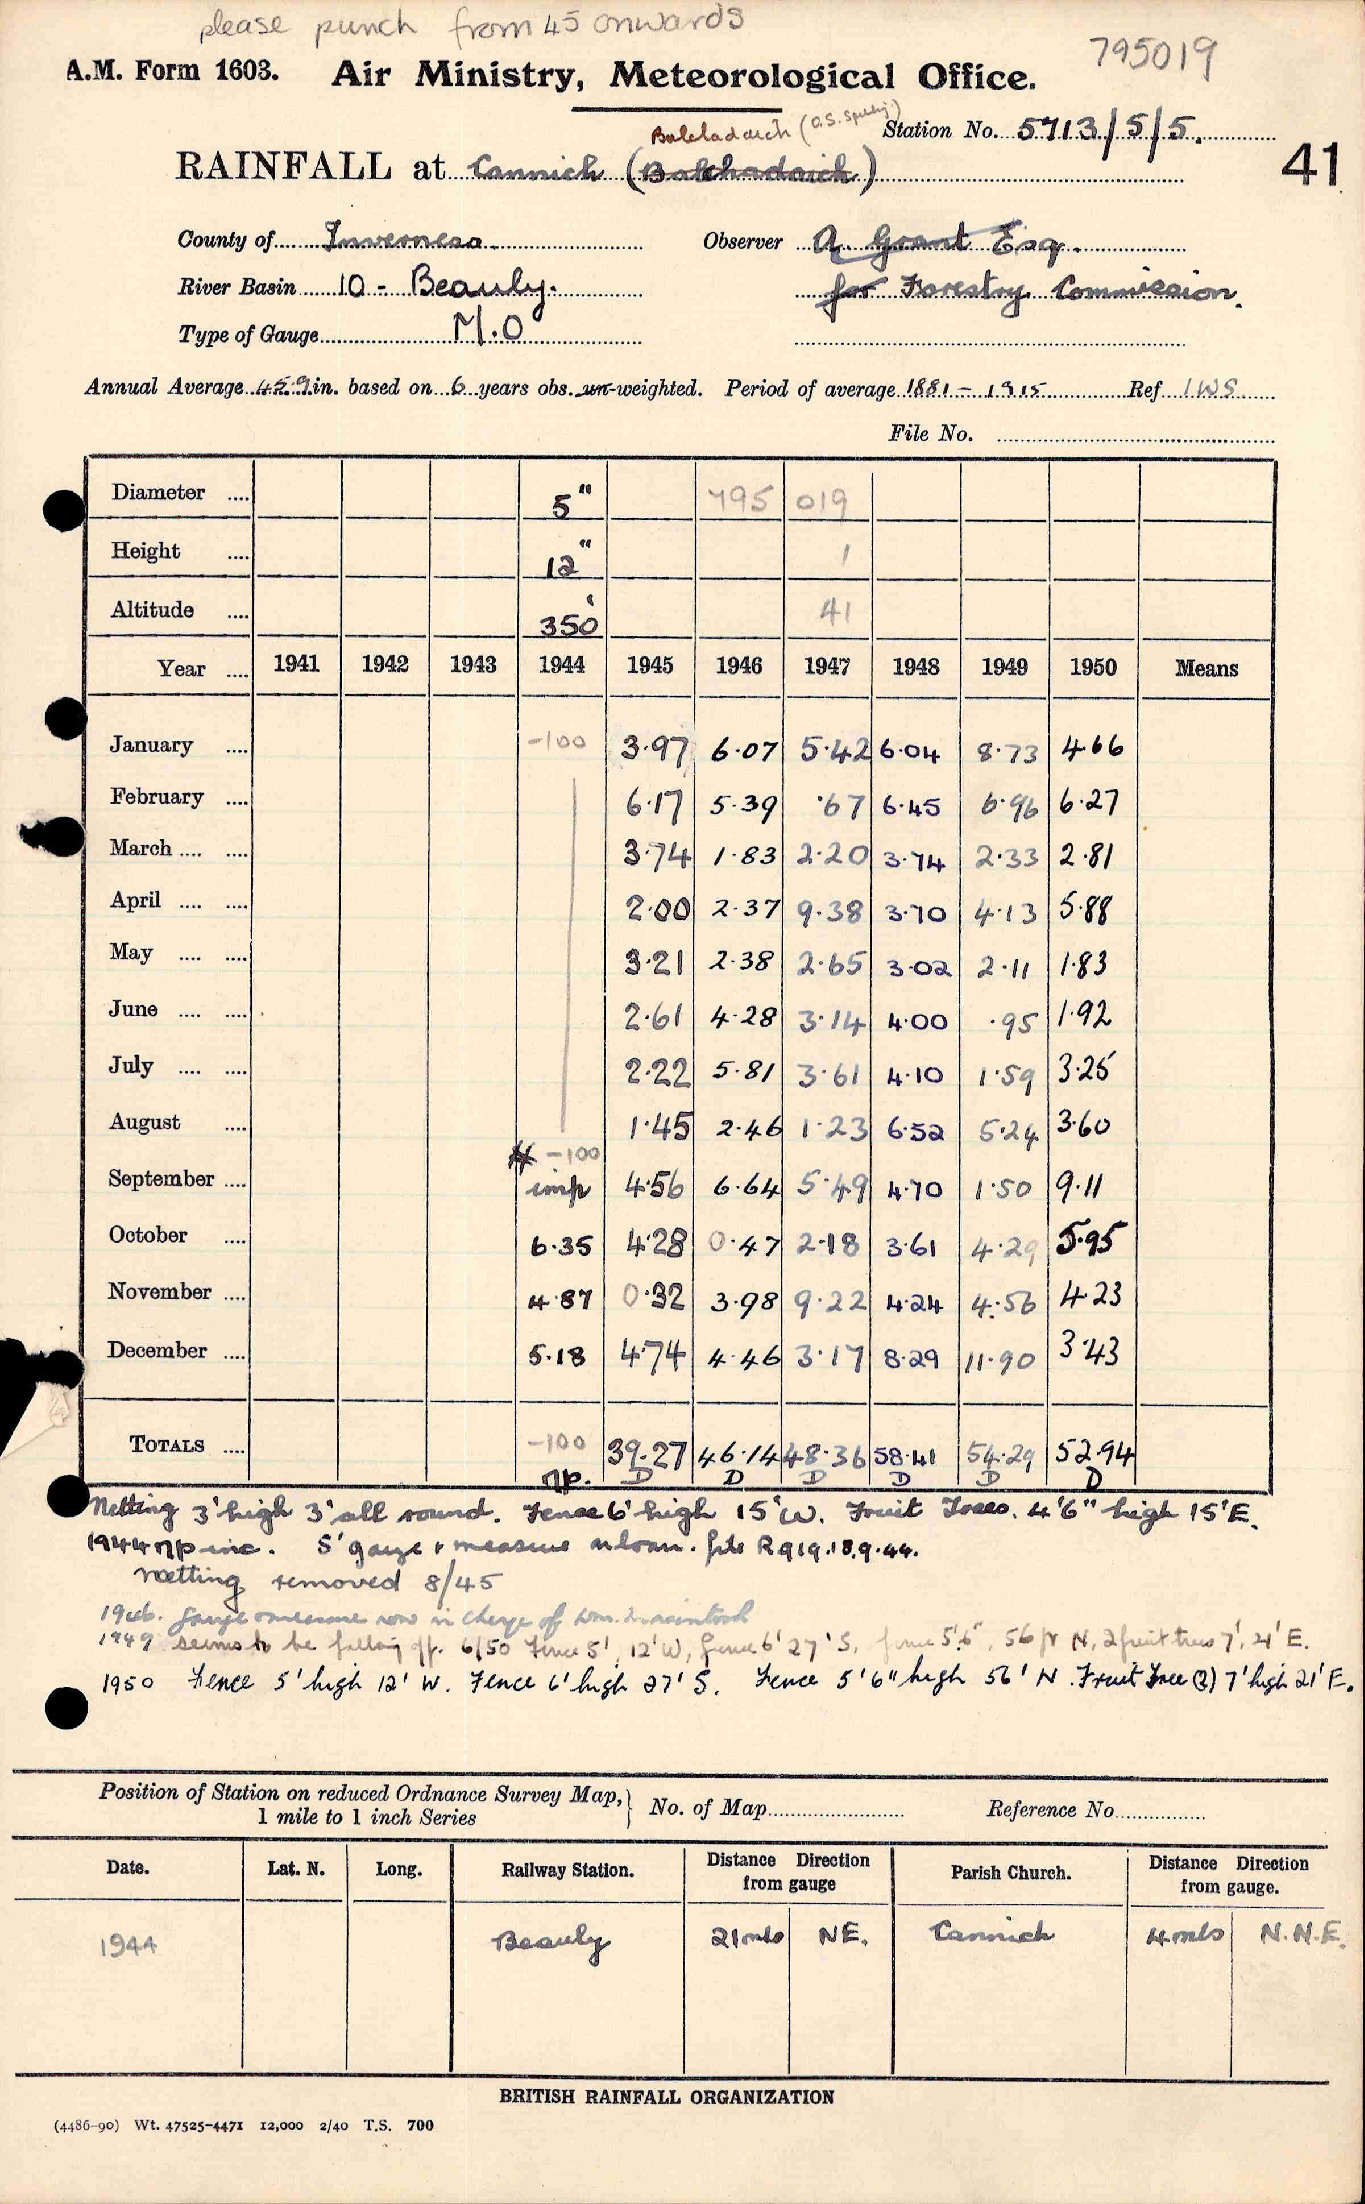 please punch from 45 onwards
795019
A.M. Form 1603. Air Ministry, Meteorological Office.
Balchladaich (O.S. Spelling) Station No. 5713/5/5.
RAINFALL at Cannich (Balchadaich) 41
County of Inverness. Observer A. Grant Esq.
River Basin 10 - Beauly. for Forestry Commission.
Type of Gauge M.O
Annual Average 45.9 in. based on 6 years obs. un-weighted. Period of average 1881 - 1915 Ref IWS
File No.
Diameter .... 5" 795 019
Height .... 12" 1
Altitude .... 350' 41
Year .... 1941 1942 1943 1944 1945 1946 1947 1948 1949 1950 Means
January .... -100 3.97 6.07 5.42 6.04 8.73 4.66
February .... 6.17 5.39 .67 6.45 6.96 6.27
March .... .... 3.74 1.83 2.20 3.74 2.33 2.81
April .... .... 2.00 2.37 9.38 3.70 4.13 5.88
May .... .... 3.21 2.38 2.65 3.02 2.11 1.83
June .... .... 2.61 4.28 3.14 4.00 .95 1.92
July .... .... 2.22 5.81 3.61 4.10 1.59 3.25
August .... 1.45 2.46 1.23 6.52 5.24 3.60
-100
September .... imp 4.56 6.64 5.49 4.70 1.50 9.11
October .... 6.35 4.28 0.47 2.18 3.61 4.29 5.95
November .... 4.87 0.32 3.98 9.22 4.24 4.56 4.23
December .... 5.18 4.74 4.46 3.17 8.29 11.90 3.43
TOTALS .... -100 39.27 46.14 48.36 58.41 54.29 52.94
np. D D D D D D
Netting 3' high 3' all round. Fence 6' high 15' W. Fruit Trees. 4'6" high 15' E.
1944 np inc. 5" gauge & measure on loan. file R919.18.9.44.
Netting removed 8/45
1946. Gauge & measure now in charge of Wm.
1949 seems to be falling off. 6/50 Fence 5', 12' W, fence 6' 27' S, fence 5'6", 56 ft N, 2 fruit trees 7', 21' E.
1950 Fence 5' high 12' W. Fence 6' high 27' S. Fence 5'6" high 56' N. Fruit Tree (2) 7' high 21' E.
Position of Station on reduced Ordnance Survey Map, No. of Map Reference No.
1 mile to 1 inch Series
Date. Lat. N. Long. Railway Station. Distance Direction from gauge Parish Church. Distance Direction from gauge.
1944 Beauly 21 mls NE. Cannich 4 mls N.N.E.
BRITISH RAINFALL ORGANIZATION
(4486-90) Wt. 47525-4471 12,000 2/40 T.S. 700